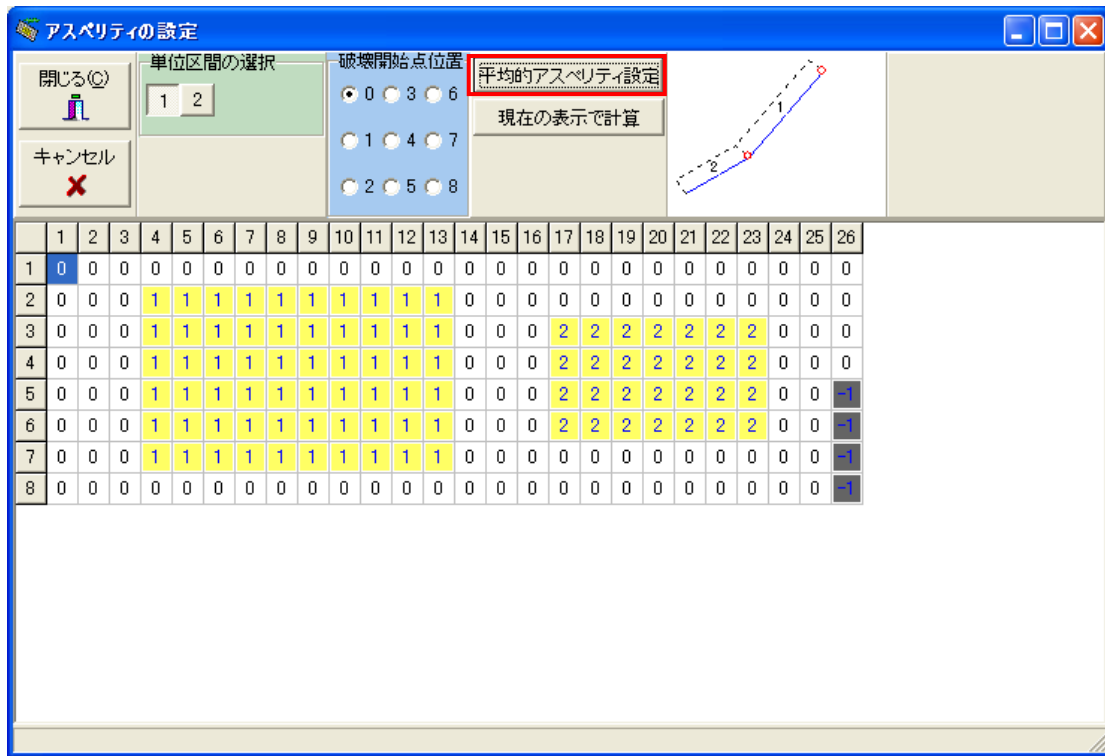 アスペリティの設定
閉じる(C)
キャンセル
単位区間の選択
1 2
破壊開始点位置
0 3 6
1 4 7
2 5 8
平均的アスペリティ設定
現在の表示で計算
1
2
1 2 3 4 5 6 7 8 9 10 11 12 13 14 15 16 17 18 19 20 21 22 23 24 25 26
1 0 0 0 0 0 0 0 0 0 0 0 0 0 0 0 0 0 0 0 0 0 0 0 0 0 0
2 0 0 0 1 1 1 1 1 1 1 1 1 1 0 0 0 0 0 0 0 0 0 0 0 0 0
3 0 0 0 1 1 1 1 1 1 1 1 1 1 0 0 0 2 2 2 2 2 2 2 0 0 0
4 0 0 0 1 1 1 1 1 1 1 1 1 1 0 0 0 2 2 2 2 2 2 2 0 0 0
5 0 0 0 1 1 1 1 1 1 1 1 1 1 0 0 0 2 2 2 2 2 2 2 0 0 -1
6 0 0 0 1 1 1 1 1 1 1 1 1 1 0 0 0 2 2 2 2 2 2 2 0 0 -1
7 0 0 0 1 1 1 1 1 1 1 1 1 1 0 0 0 0 0 0 0 0 0 0 0 0 -1
8 0 0 0 0 0 0 0 0 0 0 0 0 0 0 0 0 0 0 0 0 0 0 0 0 0 -1